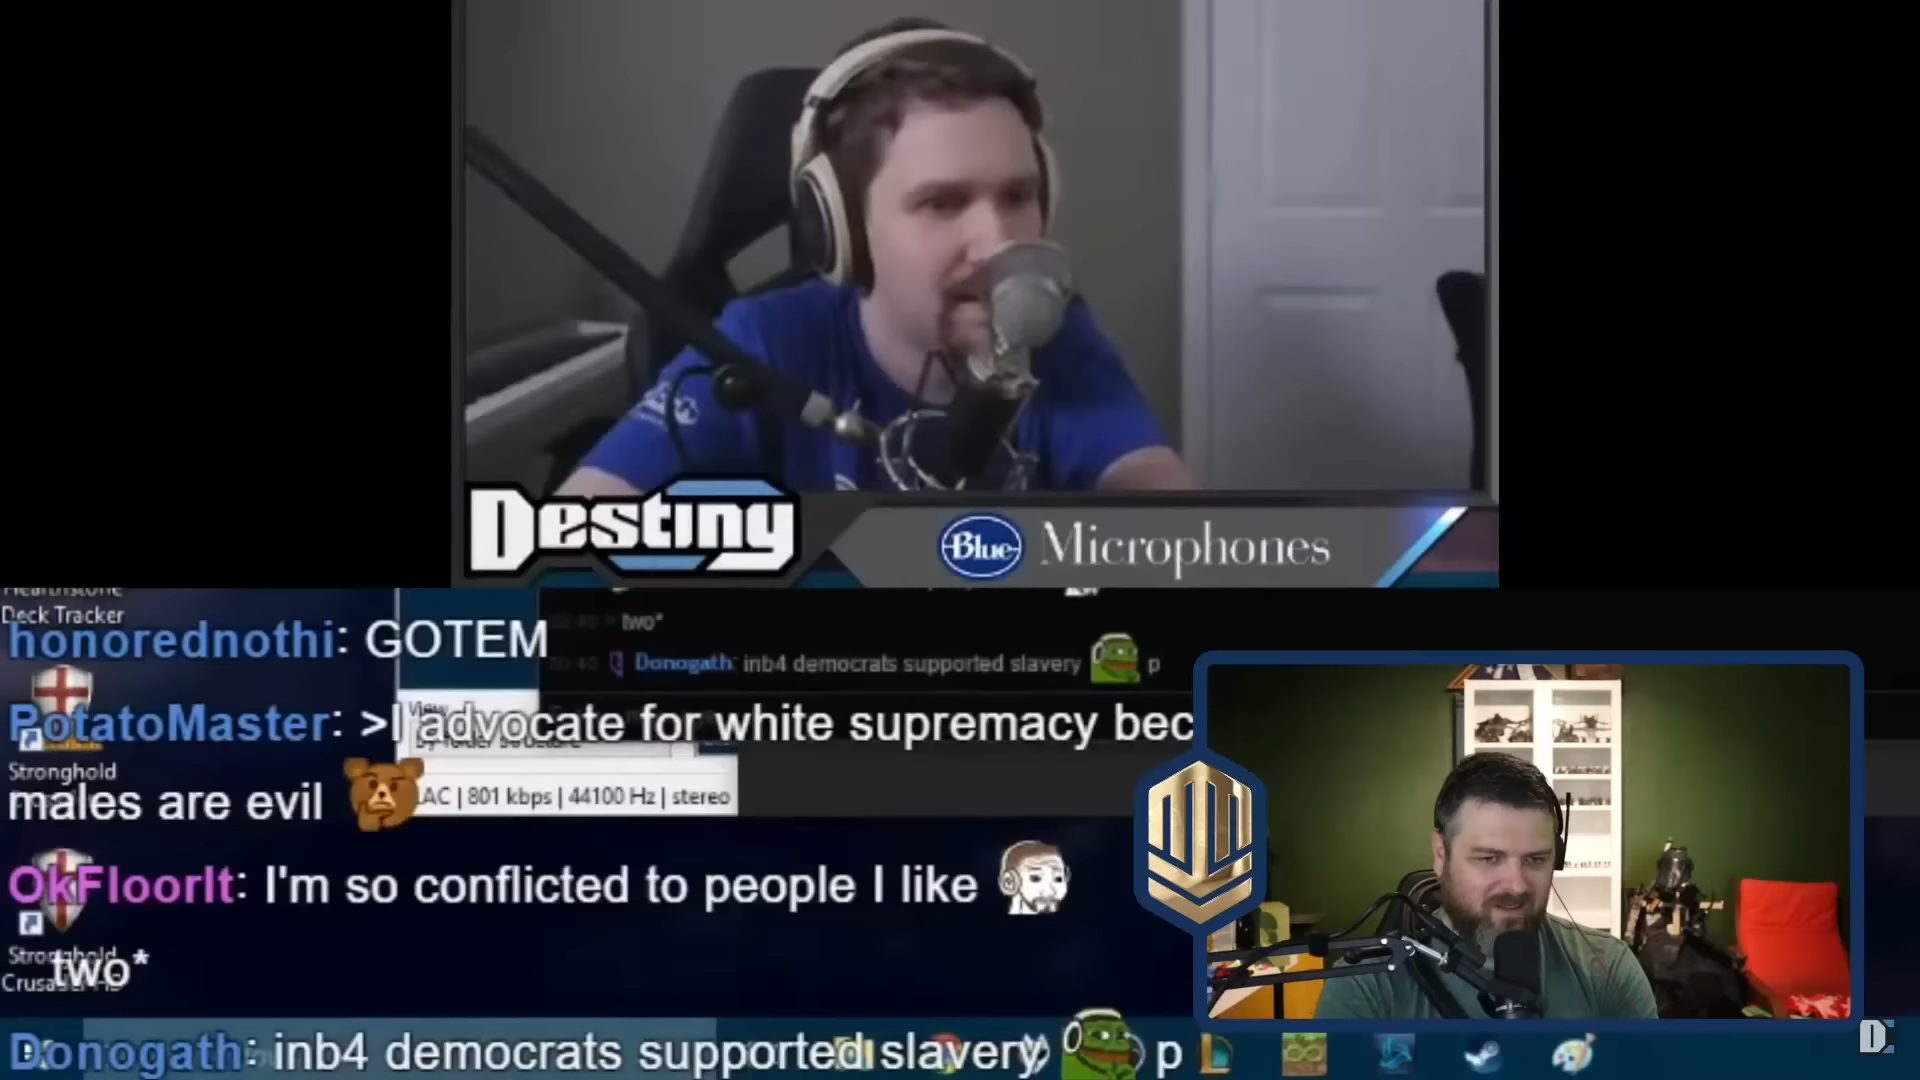 Destiny
Blue Microphones
Deck Tracker
two*
honorednothi: GOTEM
Donogath: inb4 democrats supported slavery p
PotatoMaster: >I advocate for white supremacy bec
Stronghold
males are evil
AC | 801 kbps | 44100 Hz | stereo
OkFloorIt: I'm so conflicted to people I like
two*
Donogath: inb4 democrats supported slavery p